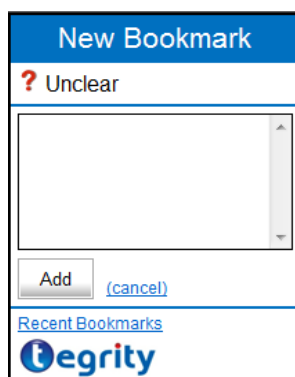 New Bookmark
? Unclear
Add (cancel)
Recent Bookmarks
tegrity